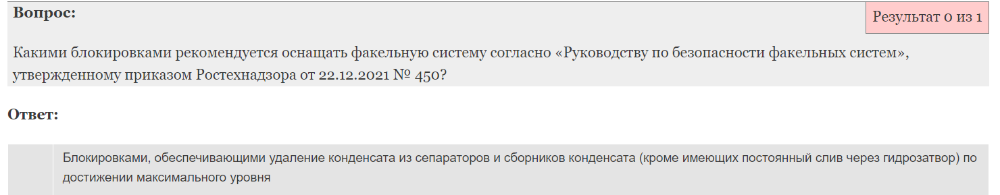 Вопрос:
Результат 0 из 1
Какими блокировками рекомендуется оснащать факельную систему согласно «Руководству по безопасности факельных систем»,
утвержденному приказом Ростехнадзора от 22.12.2021 № 450?
Ответ:
Блокировками, обеспечивающими удаление конденсата из сепараторов и сборников конденсата (кроме имеющих постоянный слив через гидрозатвор) по
достижении максимального уровня